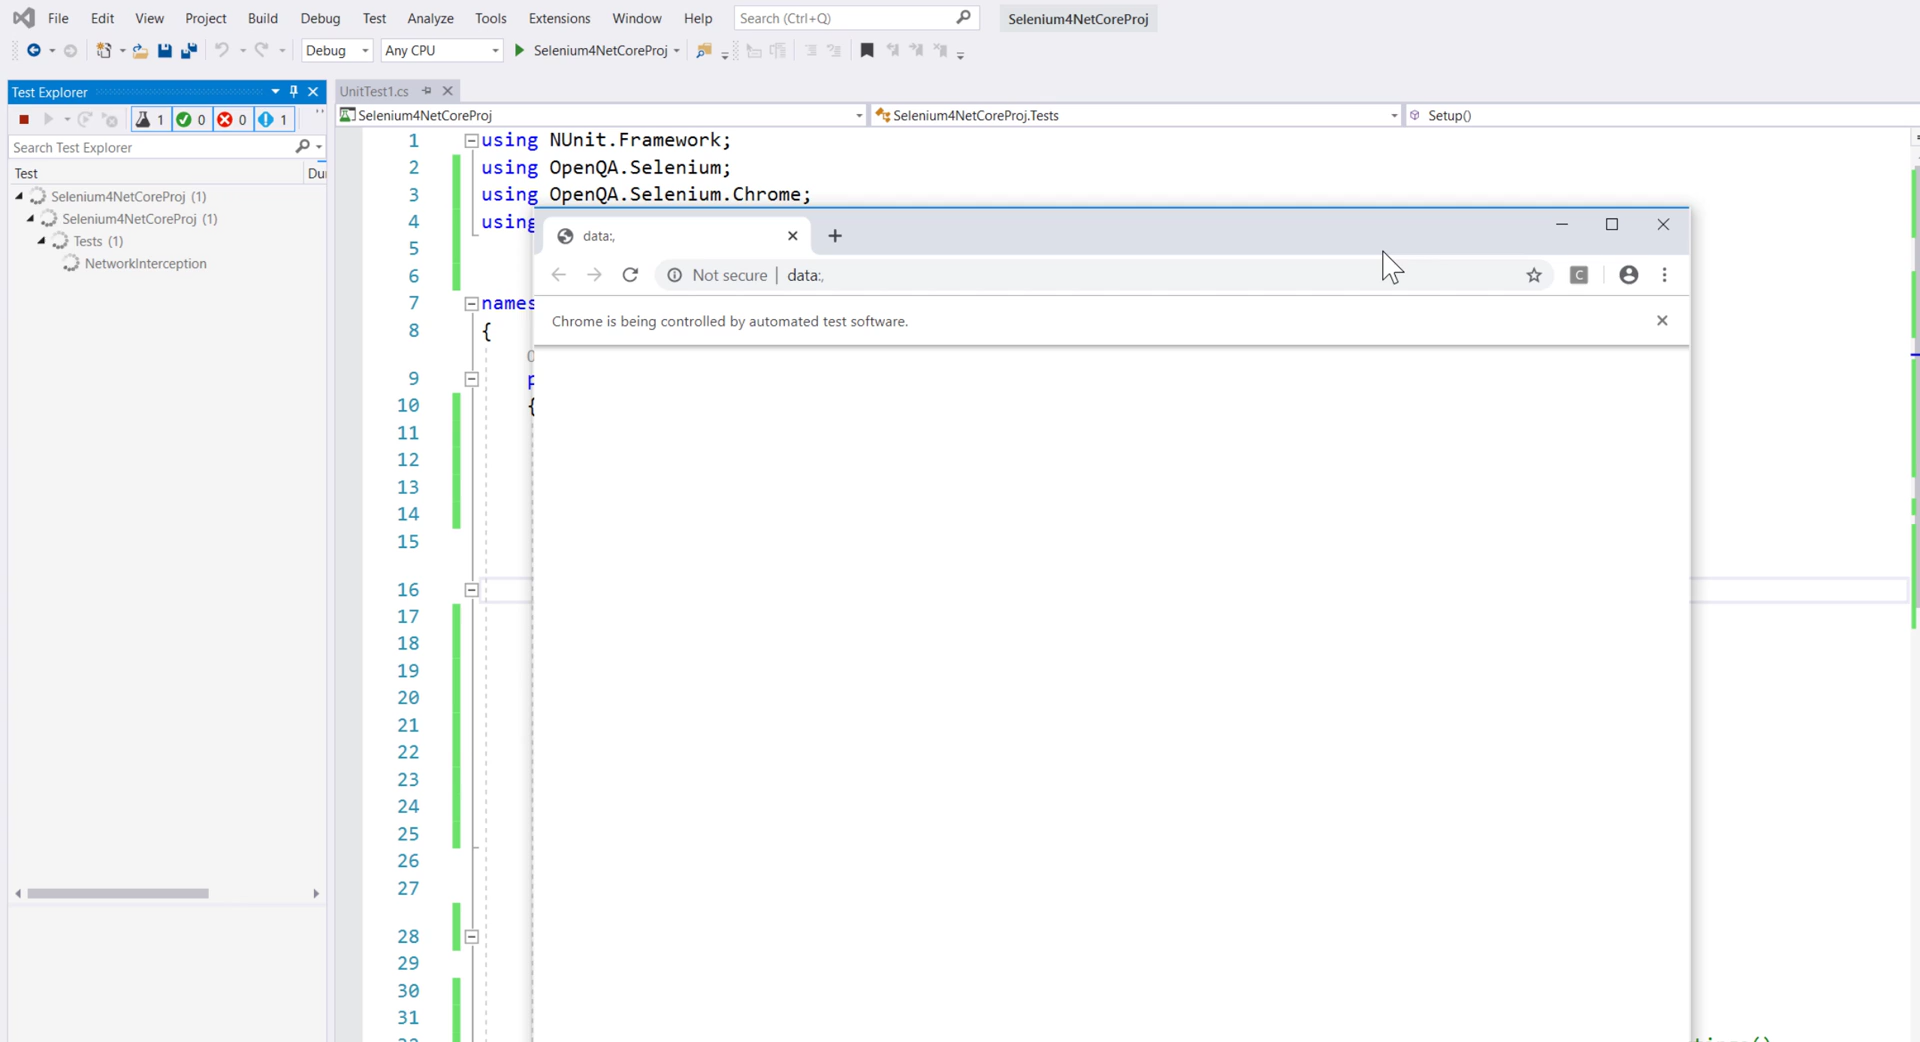 File Edit View Project Build Debug Test Analyze Tools Extensions Window Help Search (Ctrl+Q) Selenium4NetCoreProj
Debug Any CPU Selenium4NetCoreProj
Test Explorer
UnitTest1.cs
1 0 0 1
Selenium4NetCoreProj Selenium4NetCoreProj.Tests Setup()
Search Test Explorer
Test Du
Selenium4NetCoreProj (1)
Selenium4NetCoreProj (1)
Tests (1)
NetworkInterception
1 using NUnit.Framework;
2 using OpenQA.Selenium;
3 using OpenQA.Selenium.Chrome;
4 using
5
6
7 names
8 {
9 p
10 {
11
12
13
14
15
16
17
18
19
20
21
22
23
24
25
26
27
28
29
30
31
data:,
Not secure | data:,
C
Chrome is being controlled by automated test software.